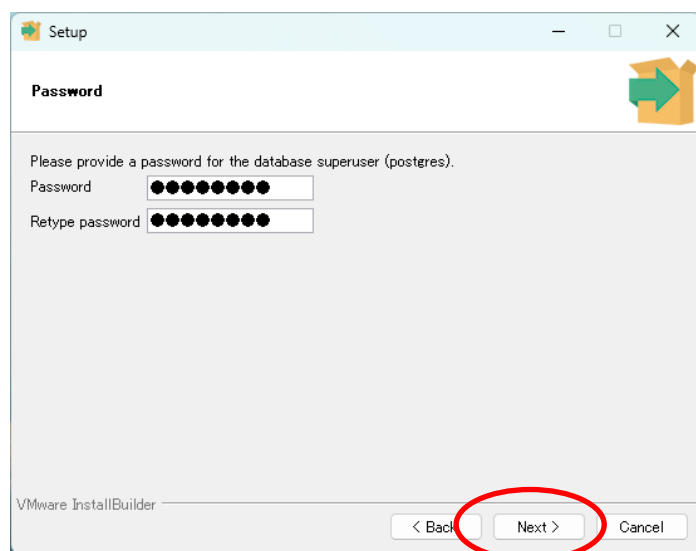 Setup
Password
Please provide a password for the database superuser (postgres).
Password ●●●●●●●●
Retype password ●●●●●●●●
VMware InstallBuilder
< Back Next > Cancel